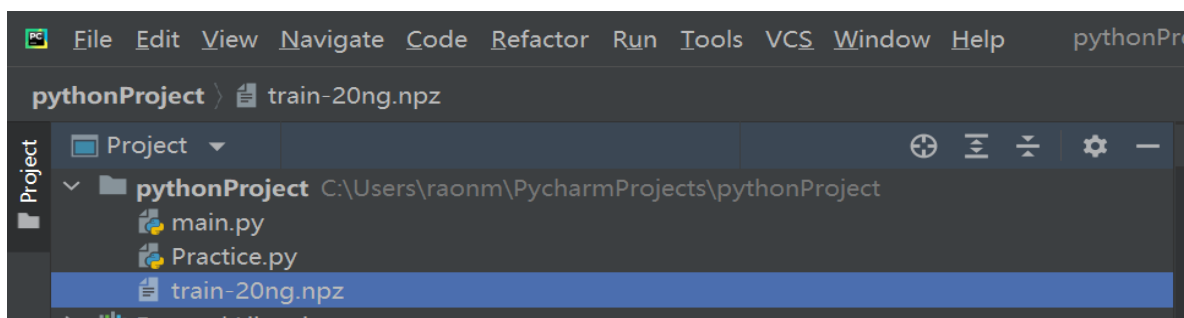 PC File Edit View Navigate Code Refactor Run Tools VCS Window Help
pythonProject train-20ng.npz
Project
Project
pythonProject C:\Users\raonm\PycharmProjects\pythonProject
main.py
Practice.py
train-20ng.npz